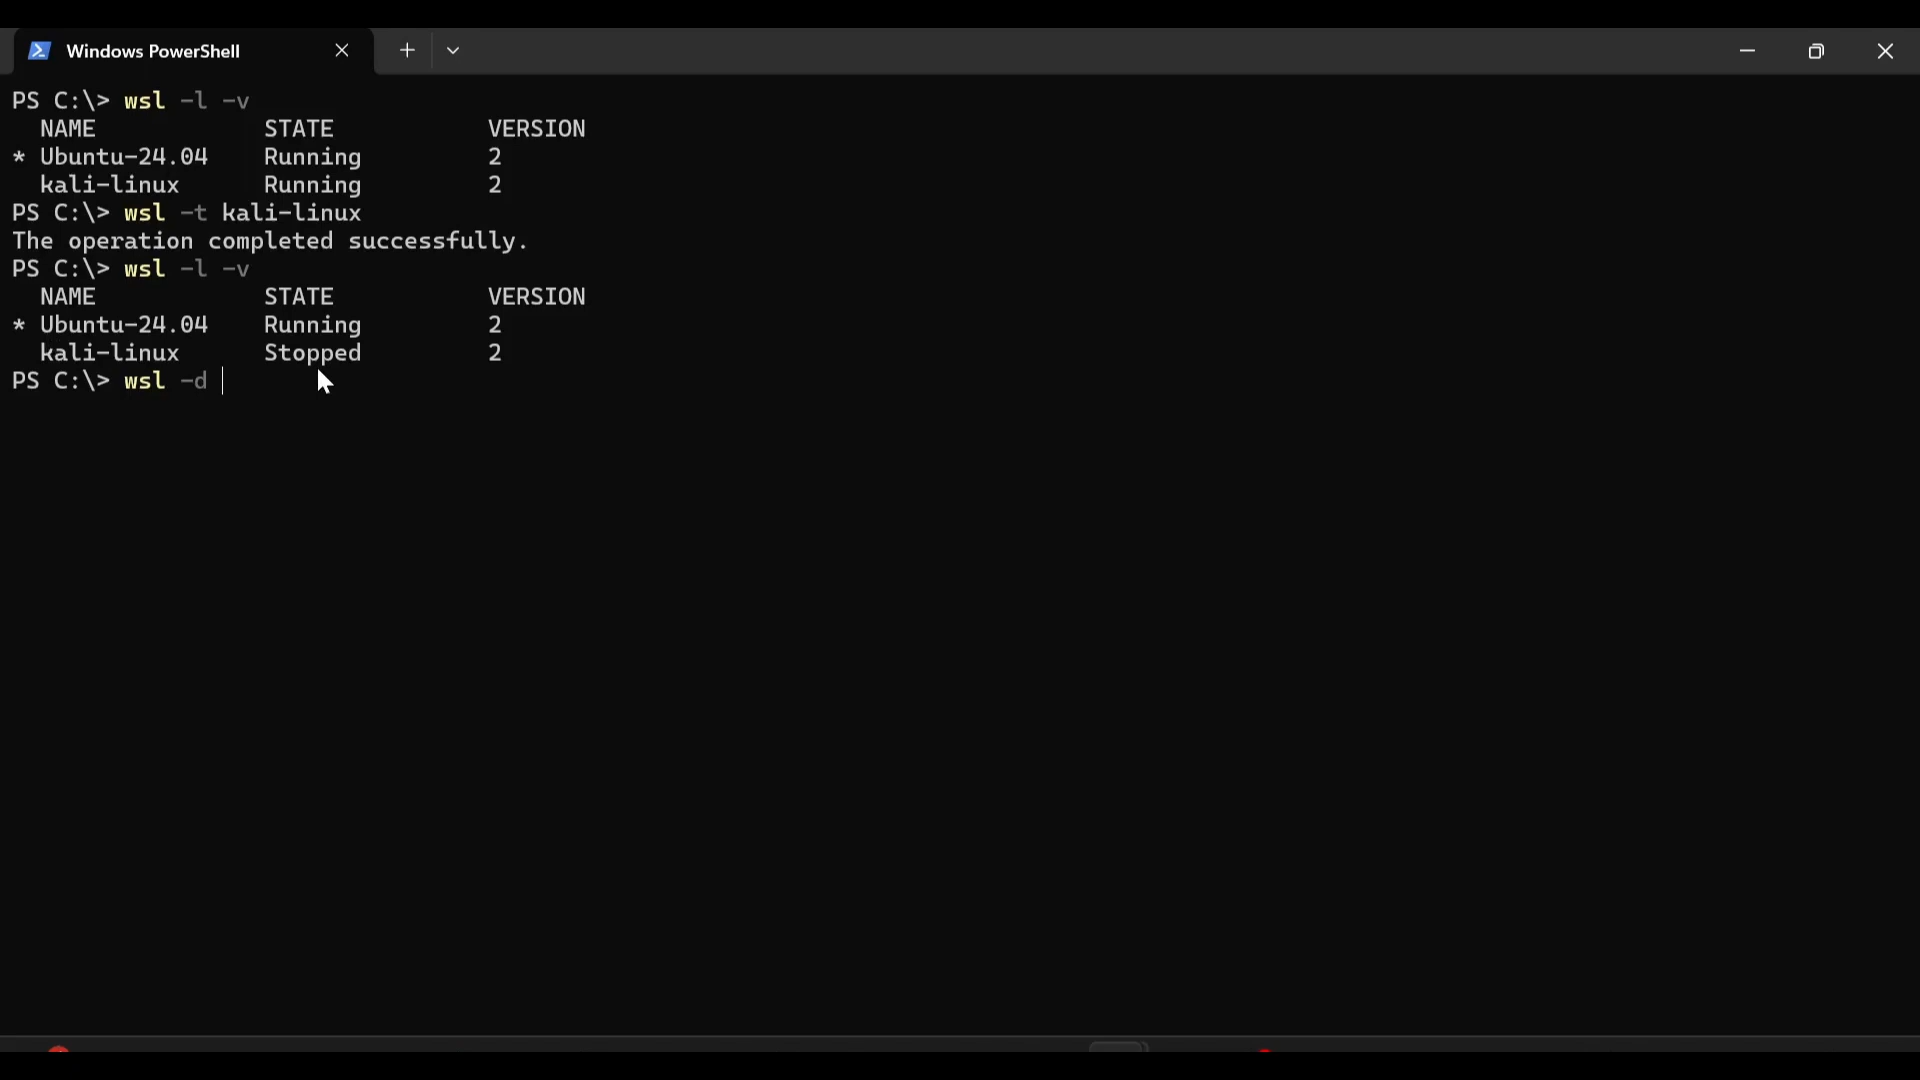 Windows PowerShell
PS C:\> wsl -l -v
  NAME            STATE           VERSION
* Ubuntu-24.04    Running         2
  kali-linux      Running         2
PS C:\> wsl -t kali-linux
The operation completed successfully.
PS C:\> wsl -l -v
  NAME            STATE           VERSION
* Ubuntu-24.04    Running         2
  kali-linux      Stopped         2
PS C:\> wsl -d